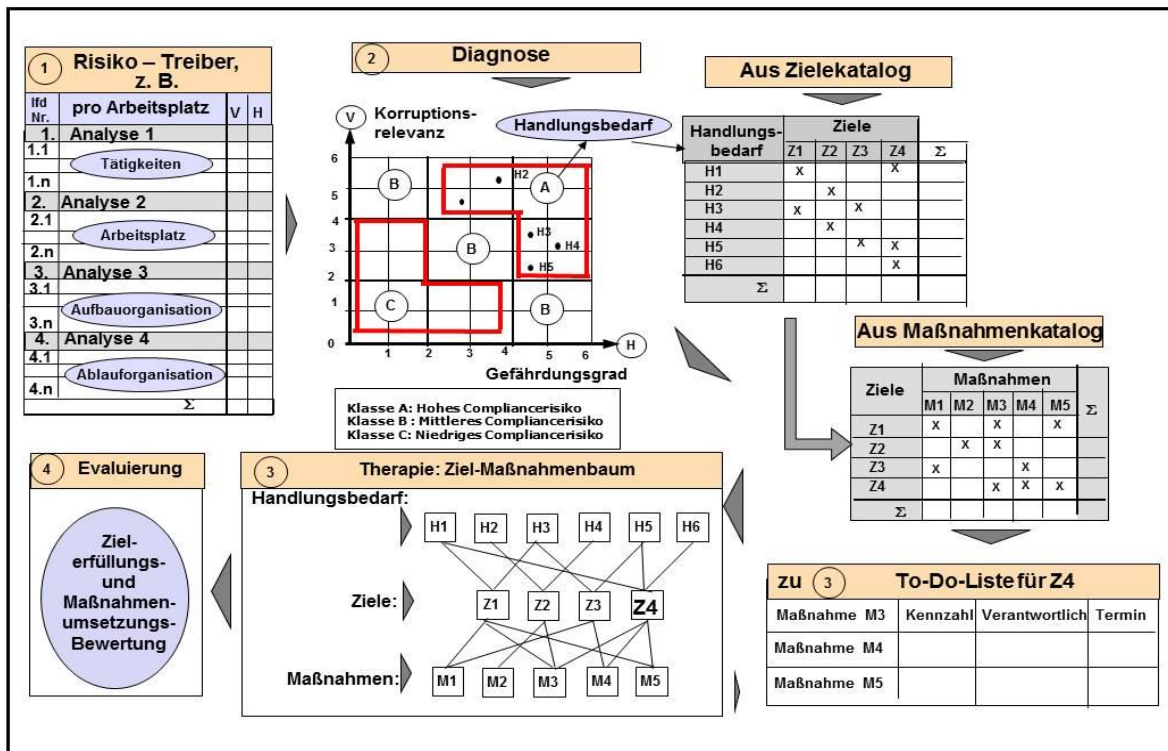 1 Risiko – Treiber,
z. B.
lfd
Nr.
pro Arbeitsplatz
V
H
1. Analyse 1
1.1
Tätigkeiten
1.n
2. Analyse 2
2.1
Arbeitsplatz
2.n
3. Analyse 3
3.1
Aufbauorganisation
3.n
4. Analyse 4
4.1
Ablauforganisation
4.n
Σ
2 Diagnose
V Korruptions-
relevanz
Handlungsbedarf
6
5
4
3
2
1
0
B
H2
A
B
H3
H4
H5
C
B
1 2 3 4 5 6
H
Gefährdungsgrad
Klasse A: Hohes Compliancerisiko
Klasse B : Mittleres Compliancerisiko
Klasse C: Niedriges Compliancerisiko
Aus Zielekatalog
Handlungs-
bedarf
Ziele
Z1 Z2 Z3 Z4 Σ
H1 x x
H2 x
H3 x x
H4 x
H5 x x
H6 x
Σ
Aus Maßnahmenkatalog
Ziele
Maßnahmen
M1 M2 M3 M4 M5 Σ
Z1 x x x
Z2 x x
Z3 x x
Z4 x x x
Σ
4 Evaluierung
Ziel-
erfüllungs-
und
Maßnahmen-
umsetzungs-
Bewertung
3 Therapie: Ziel-Maßnahmenbaum
Handlungsbedarf:
H1 H2 H3 H4 H5 H6
Ziele:
Z1 Z2 Z3 Z4
Maßnahmen:
M1 M2 M3 M4 M5
zu 3 To-Do-Liste für Z4
Maßnahme M3 Kennzahl Verantwortlich Termin
Maßnahme M4
Maßnahme M5